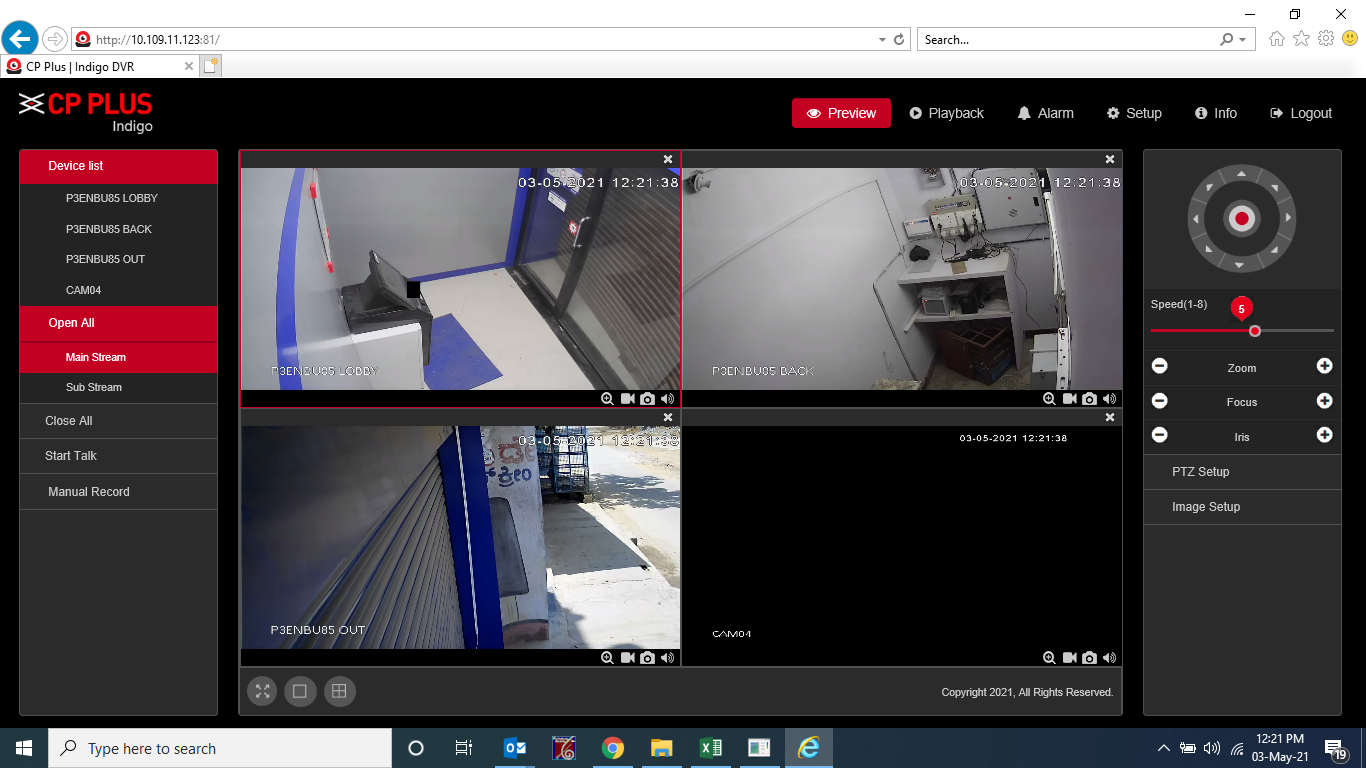 http://10.109.11.123:81/
Search...
CP Plus | Indigo DVR
CP PLUS
Indigo
Preview
Playback
Alarm
Setup
Info
Logout
Device list
P3ENBU85 LOBBY
P3ENBU85 BACK
P3ENBU85 OUT
CAM04
Open All
Main Stream
Sub Stream
Close All
Start Talk
Manual Record
03-05-2021 12:21:38
P3ENBU85 LOBBY
03-05-2021 12:21:38
P3ENBU85 BACK
03-05-2021 12:21:38
P3ENBU85 OUT
03-05-2021 12:21:38
CAM04
Copyright 2021, All Rights Reserved.
Speed(1-8)
5
Zoom
Focus
Iris
PTZ Setup
Image Setup
Type here to search
12:21 PM
03-May-21
19